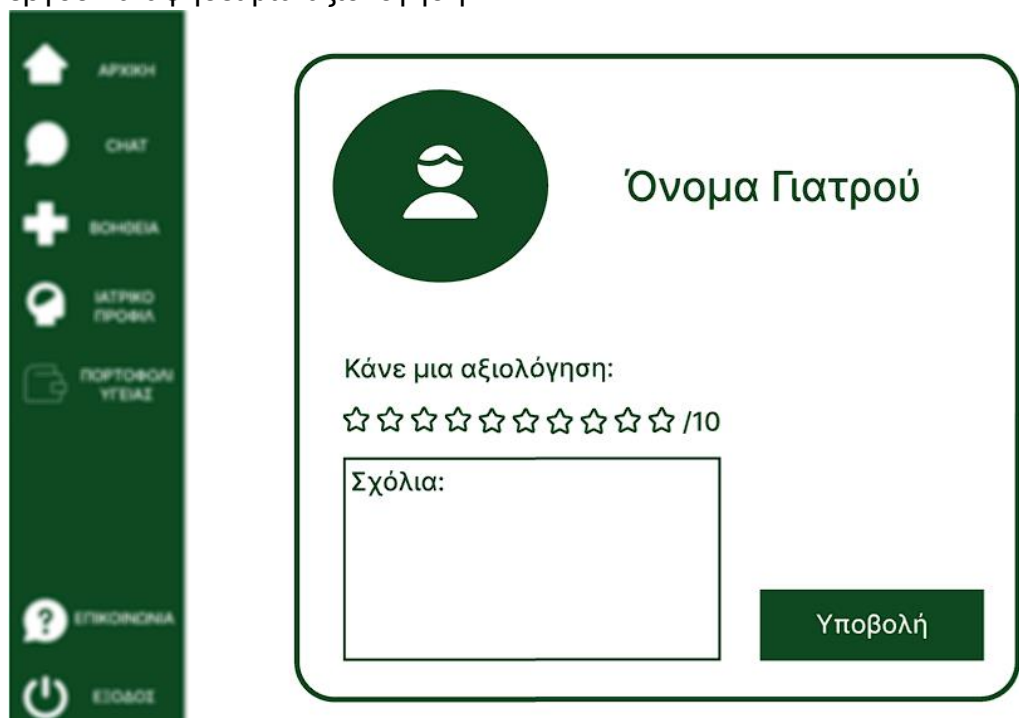 ΑΡΧΙΚΗ
CHAT
ΒΟΗΘΕΙΑ
ΙΑΤΡΙΚΟ
ΠΡΟΦΙΛ
ΠΟΡΤΟΦΟΛΙ
ΥΓΕΙΑΣ
ΕΠΙΚΟΙΝΩΝΙΑ
ΕΞΟΔΟΣ
Όνομα Γιατρού
Κάνε μια αξιολόγηση:
/10
Σχόλια:
Υποβολή